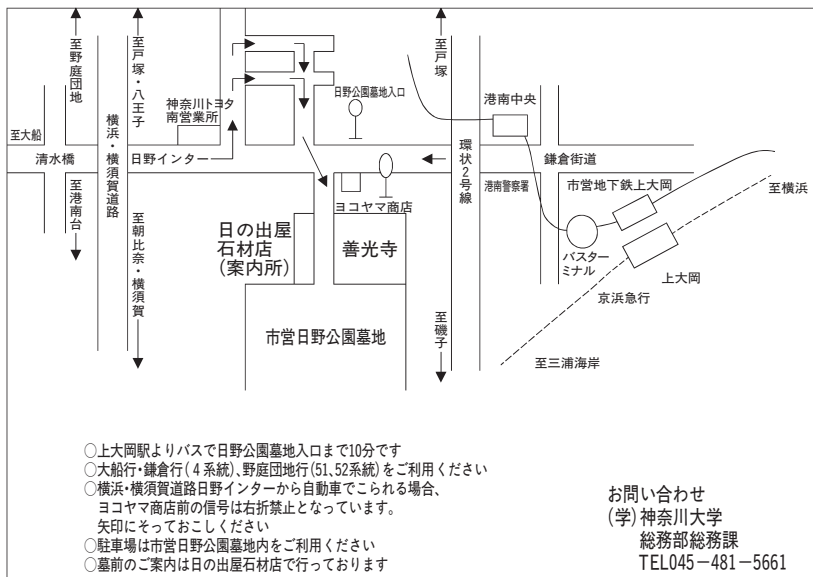 至野庭団地
至戸塚・八王子
至戸塚
日野公園墓地入口
港南中央
神奈川トヨタ
南営業所
至大船
清水橋
横浜・横須賀道路
日野インター
環状2号線
鎌倉街道
港南警察署
市営地下鉄上大岡
至横浜
至港南台
至朝比奈・横須賀
ヨコヤマ商店
日の出屋
石材店
(案内所)
善光寺
バスター
ミナル
上大岡
京浜急行
市営日野公園墓地
至磯子
至三浦海岸
○上大岡駅よりバスで日野公園墓地入口まで10分です
○大船行・鎌倉行(4系統)、野庭団地行(51、52系統)をご利用ください
○横浜・横須賀道路日野インターから自動車でこられる場合、
ヨコヤマ商店前の信号は右折禁止となっています。
矢印にそっておこしください
○駐車場は市営日野公園墓地内をご利用ください
○墓前のご案内は日の出屋石材店で行っております
お問い合わせ
(学)神奈川大学
総務部総務課
TEL045−481−5661